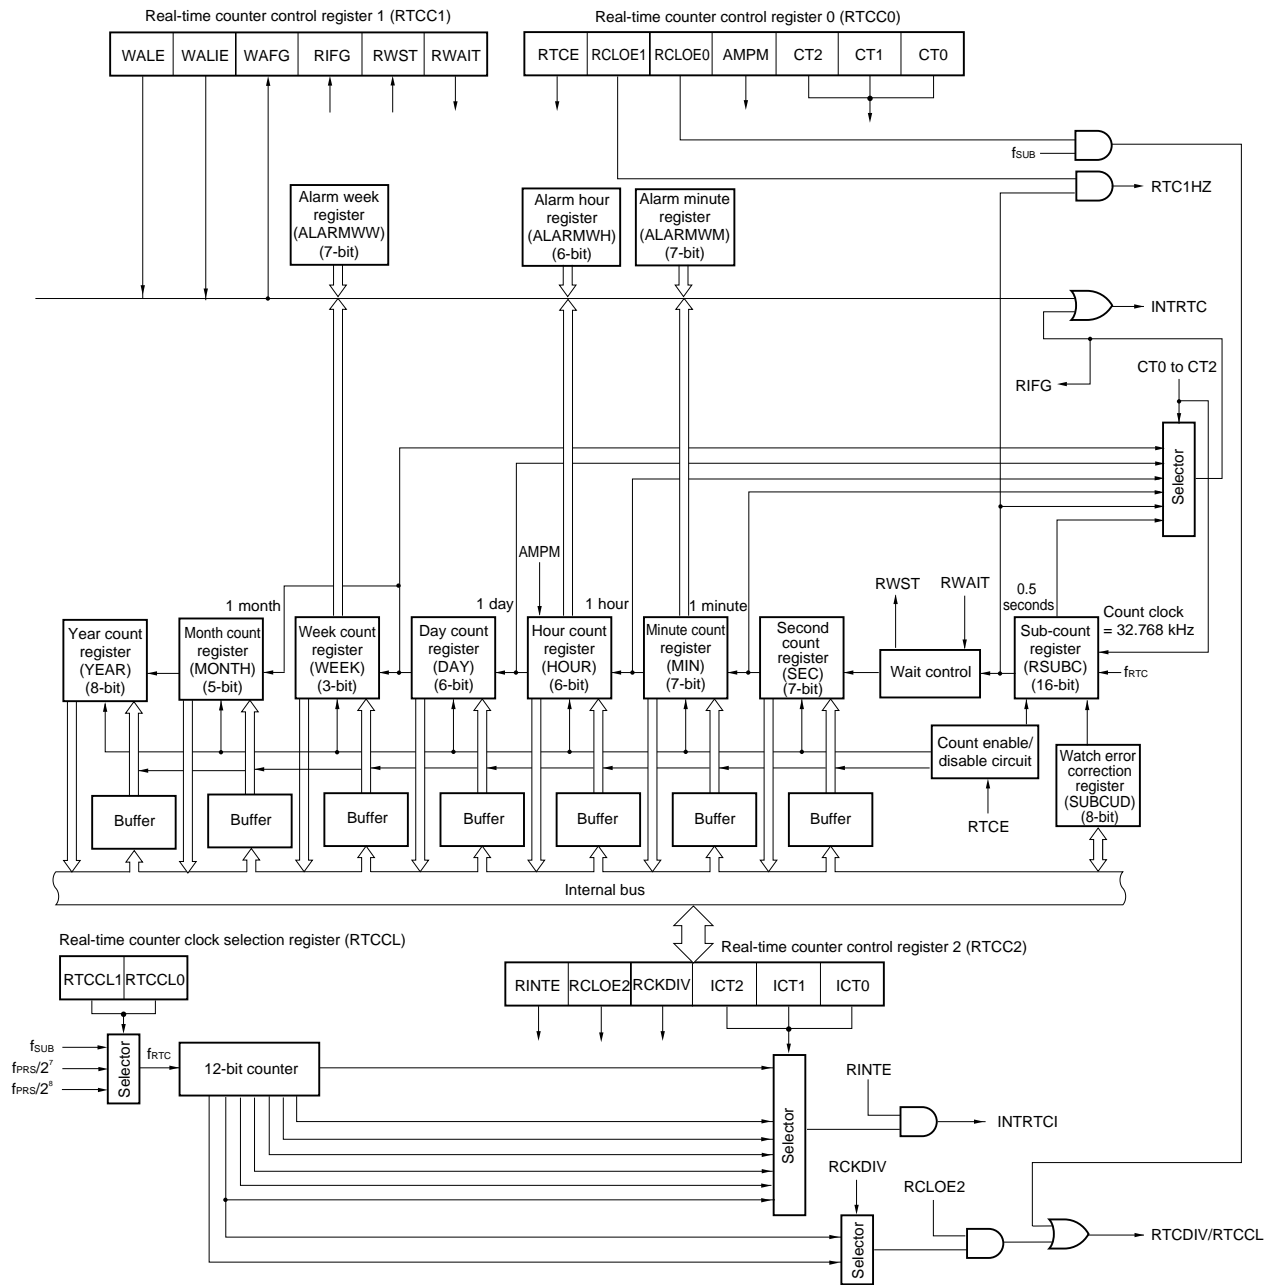 Real-time counter control register 1 (RTCC1)
Real-time counter control register 0 (RTCC0)
WALE WALIE WAFG RIFG RWST RWAIT
RTCE RCLOE1 RCLOE0 AMPM CT2 CT1 CT0
fSUB
RTC1HZ
Alarm week
register
(ALARMWW)
(7-bit)
Alarm hour
register
(ALARMWH)
(6-bit)
Alarm minute
register
(ALARMWM)
(7-bit)
INTRTC
RIFG
CT0 to CT2
Selector
AMPM
RWST
RWAIT
0.5
seconds
Count clock
= 32.768 kHz
1 month
1 day
1 hour
1 minute
Year count
register
(YEAR)
(8-bit)
Month count
register
(MONTH)
(5-bit)
Week count
register
(WEEK)
(3-bit)
Day count
register
(DAY)
(6-bit)
Hour count
register
(HOUR)
(6-bit)
Minute count
register
(MIN)
(7-bit)
Second
count
register
(SEC)
(7-bit)
Wait control
Sub-count
register
(RSUBC)
(16-bit)
fRTC
Count enable/
disable circuit
RTCE
Watch error
correction
register
(SUBCUD)
(8-bit)
Buffer Buffer Buffer Buffer Buffer Buffer Buffer
Internal bus
Real-time counter clock selection register (RTCCL)
Real-time counter control register 2 (RTCC2)
RTCCL1 RTCCL0
RINTE RCLOE2 RCKDIV ICT2 ICT1 ICT0
fSUB
fPRS/2⁷
fPRS/2⁸
Selector
fRTC
12-bit counter
Selector
RINTE
INTRTCI
RCKDIV
Selector
RCLOE2
RTCDIV/RTCCL